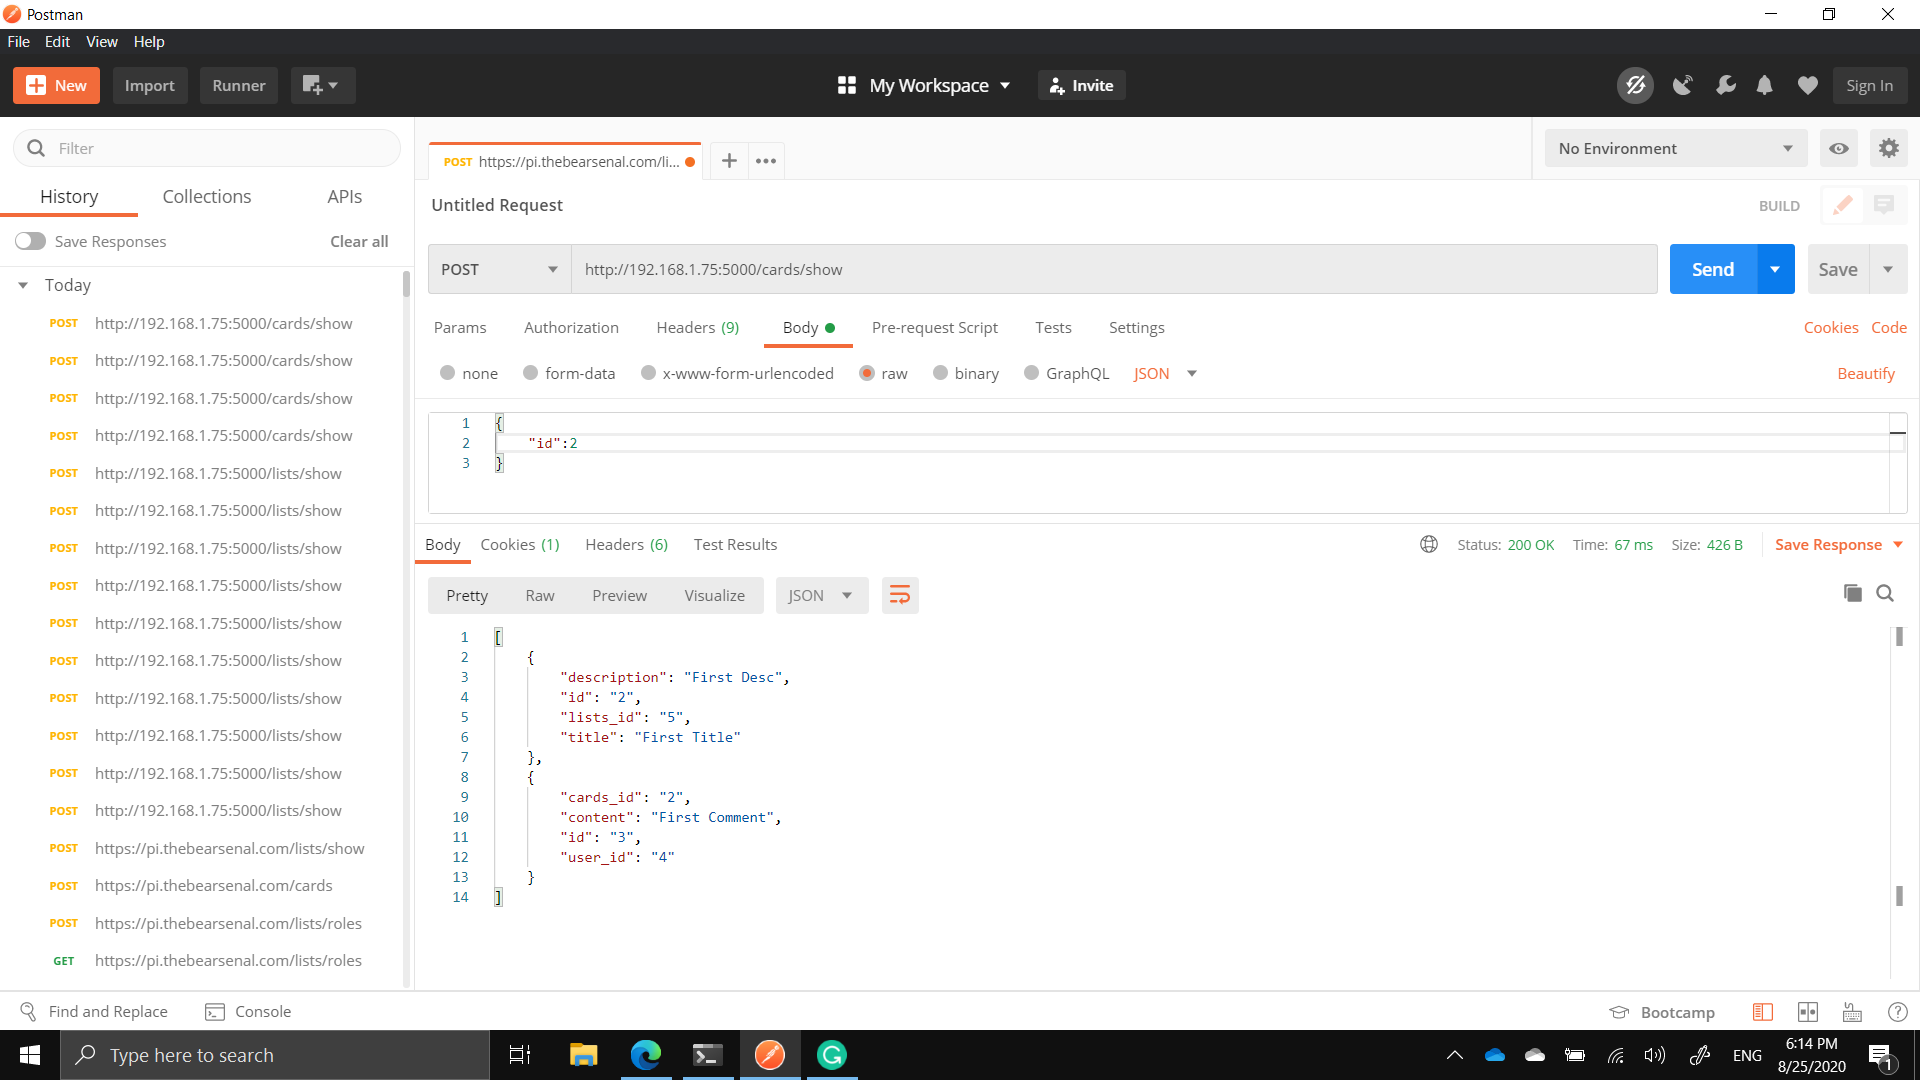 Postman
File Edit View Help
New Import Runner My Workspace Invite Sign In
Filter
History Collections APIs
Save Responses Clear all
Today
POST http://192.168.1.75:5000/cards/show
POST http://192.168.1.75:5000/cards/show
POST http://192.168.1.75:5000/cards/show
POST http://192.168.1.75:5000/cards/show
POST http://192.168.1.75:5000/lists/show
POST http://192.168.1.75:5000/lists/show
POST http://192.168.1.75:5000/lists/show
POST http://192.168.1.75:5000/lists/show
POST http://192.168.1.75:5000/lists/show
POST http://192.168.1.75:5000/lists/show
POST http://192.168.1.75:5000/lists/show
POST http://192.168.1.75:5000/lists/show
POST http://192.168.1.75:5000/lists/show
POST http://192.168.1.75:5000/lists/show
POST https://pi.thebearsenal.com/lists/show
POST https://pi.thebearsenal.com/cards
POST https://pi.thebearsenal.com/lists/roles
GET https://pi.thebearsenal.com/lists/roles
POST https://pi.thebearsenal.com/li...
No Environment
Untitled Request
BUILD
POST http://192.168.1.75:5000/cards/show Send Save
Params Authorization Headers (9) Body Pre-request Script Tests Settings Cookies Code
none form-data x-www-form-urlencoded raw binary GraphQL JSON Beautify
1 {
2 "id":2
3 }
Body Cookies (1) Headers (6) Test Results Status: 200 OK Time: 67 ms Size: 426 B Save Response
Pretty Raw Preview Visualize JSON
1 [
2 {
3 "description": "First Desc",
4 "id": "2",
5 "lists_id": "5",
6 "title": "First Title"
7 },
8 {
9 "cards_id": "2",
10 "content": "First Comment",
11 "id": "3",
12 "user_id": "4"
13 }
14 ]
Find and Replace Console Bootcamp
Type here to search
ENG
6:14 PM
8/25/2020
1